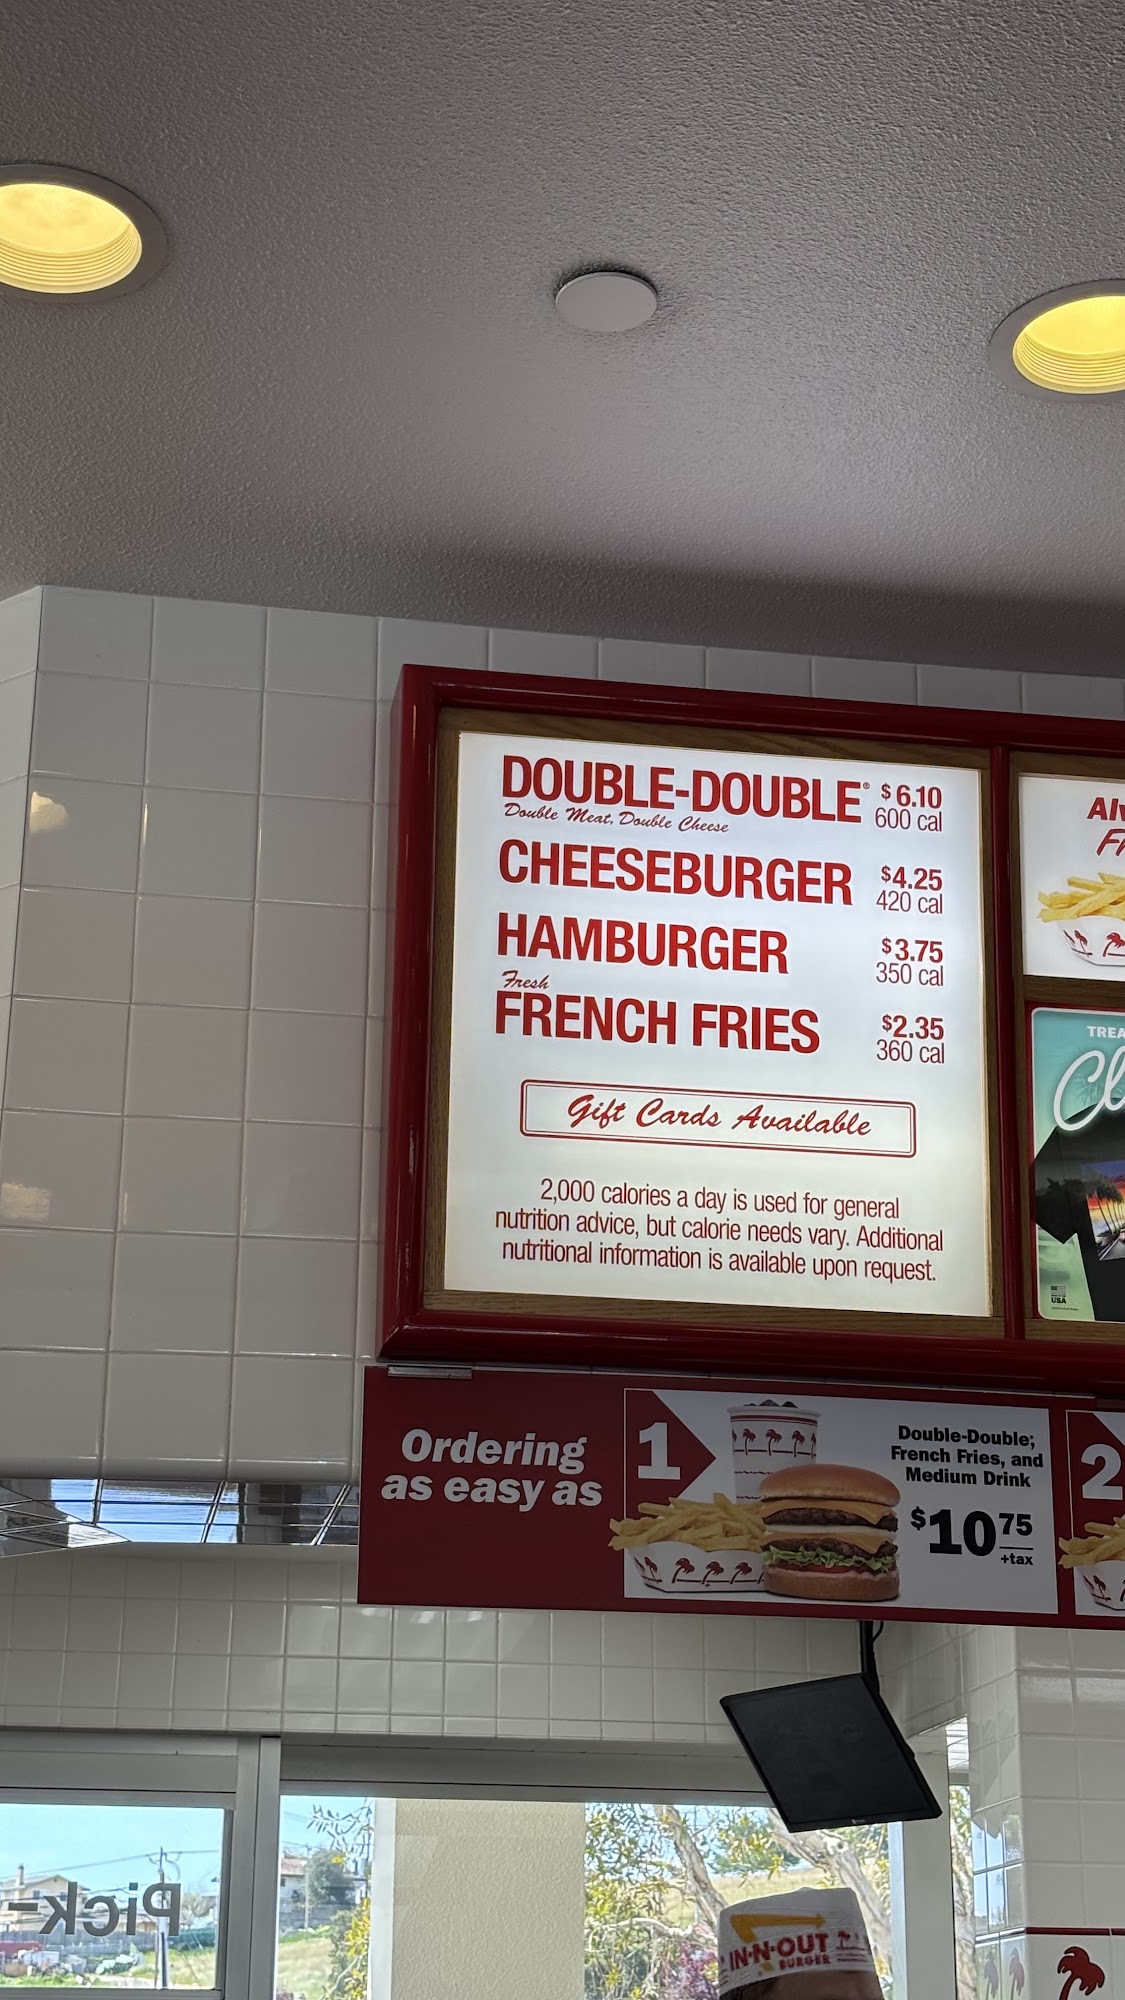 DOUBLE-DOUBLE® $6.10
Double Meat, Double Cheese 600 cal
CHEESEBURGER $4.25
420 cal
HAMBURGER $3.75
350 cal
Fresh
FRENCH FRIES $2.35
360 cal
Gift Cards Available
2,000 calories a day is used for general
nutrition advice, but calorie needs vary. Additional
nutritional information is available upon request.
Ordering
as easy as
1
Double-Double,
French Fries, and
Medium Drink
$10.75
+tax
2
USA
Pick-
IN-N-OUT
BURGER